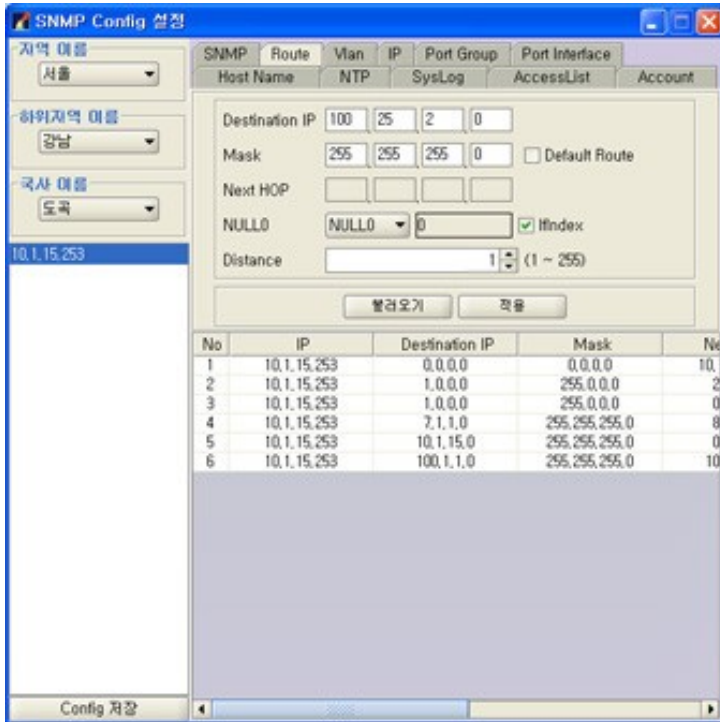 SNMP Config 설정
지역 이름
서울
하위지역 이름
강남
국사 이름
도곡
10,1,15,253
Config 저장
SNMP Route Vlan IP Port Group Port Interface
Host Name NTP SysLog AccessList Account
Destination IP 100 25 2 0
Mask 255 255 255 0 Default Route
Next HOP
NULL0 NULL0 0 IfIndex
Distance 1 (1 ~ 255)
불러오기 적용
No IP Destination IP Mask Ne
1 10,1,15,253 0,0,0,0 0,0,0,0 10,
2 10,1,15,253 1,0,0,0 255,0,0,0 2
3 10,1,15,253 1,0,0,0 255,0,0,0 0
4 10,1,15,253 7,1,1,0 255,255,255,0 8
5 10,1,15,253 10,1,15,0 255,255,255,0 0
6 10,1,15,253 100,1,1,0 255,255,255,0 10